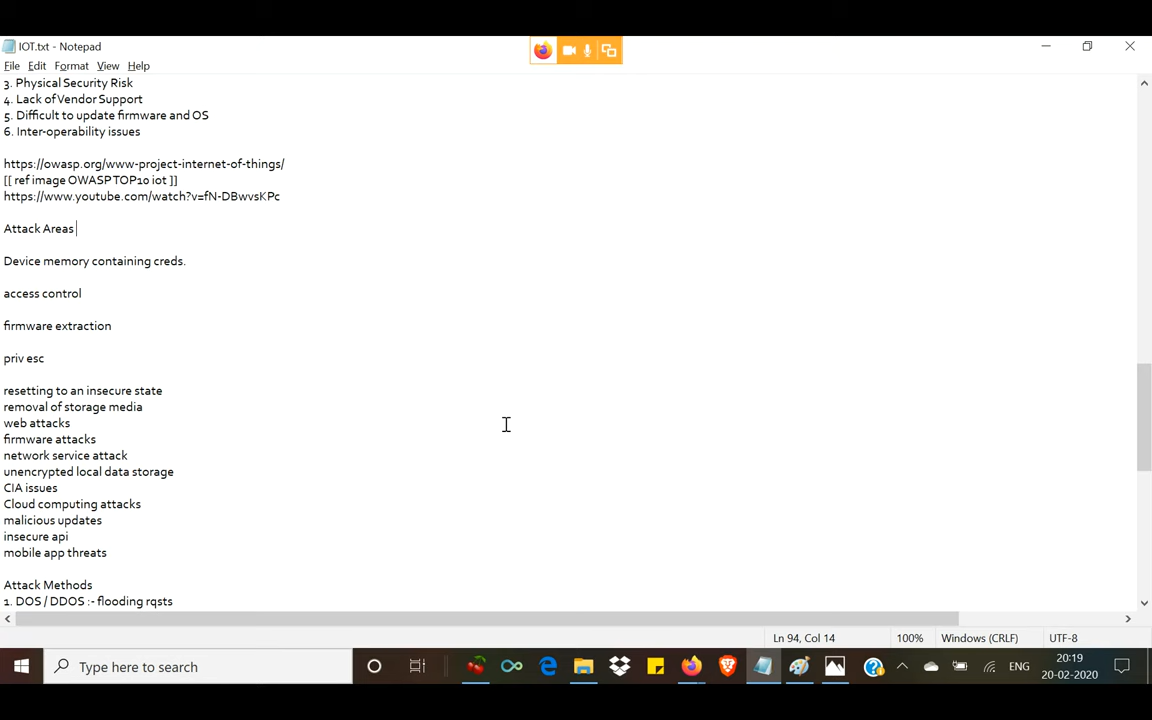 IOT.txt - Notepad
File Edit Format View Help
3. Physical Security Risk
4. Lack of Vendor Support
5. Difficult to update firmware and OS
6. Inter-operability issues
https://owasp.org/www-project-internet-of-things/
[[ ref image OWASP TOP10 iot ]]
https://www.youtube.com/watch?v=fN-DBwvsKPc
Attack Areas
Device memory containing creds.
access control
firmware extraction
priv esc
resetting to an insecure state
removal of storage media
web attacks
firmware attacks
network service attack
unencrypted local data storage
CIA issues
Cloud computing attacks
malicious updates
insecure api
mobile app threats
Attack Methods
1. DOS / DDOS :- flooding rqsts
Ln 94, Col 14 100% Windows (CRLF) UTF-8
Type here to search
ENG
20:19
20-02-2020